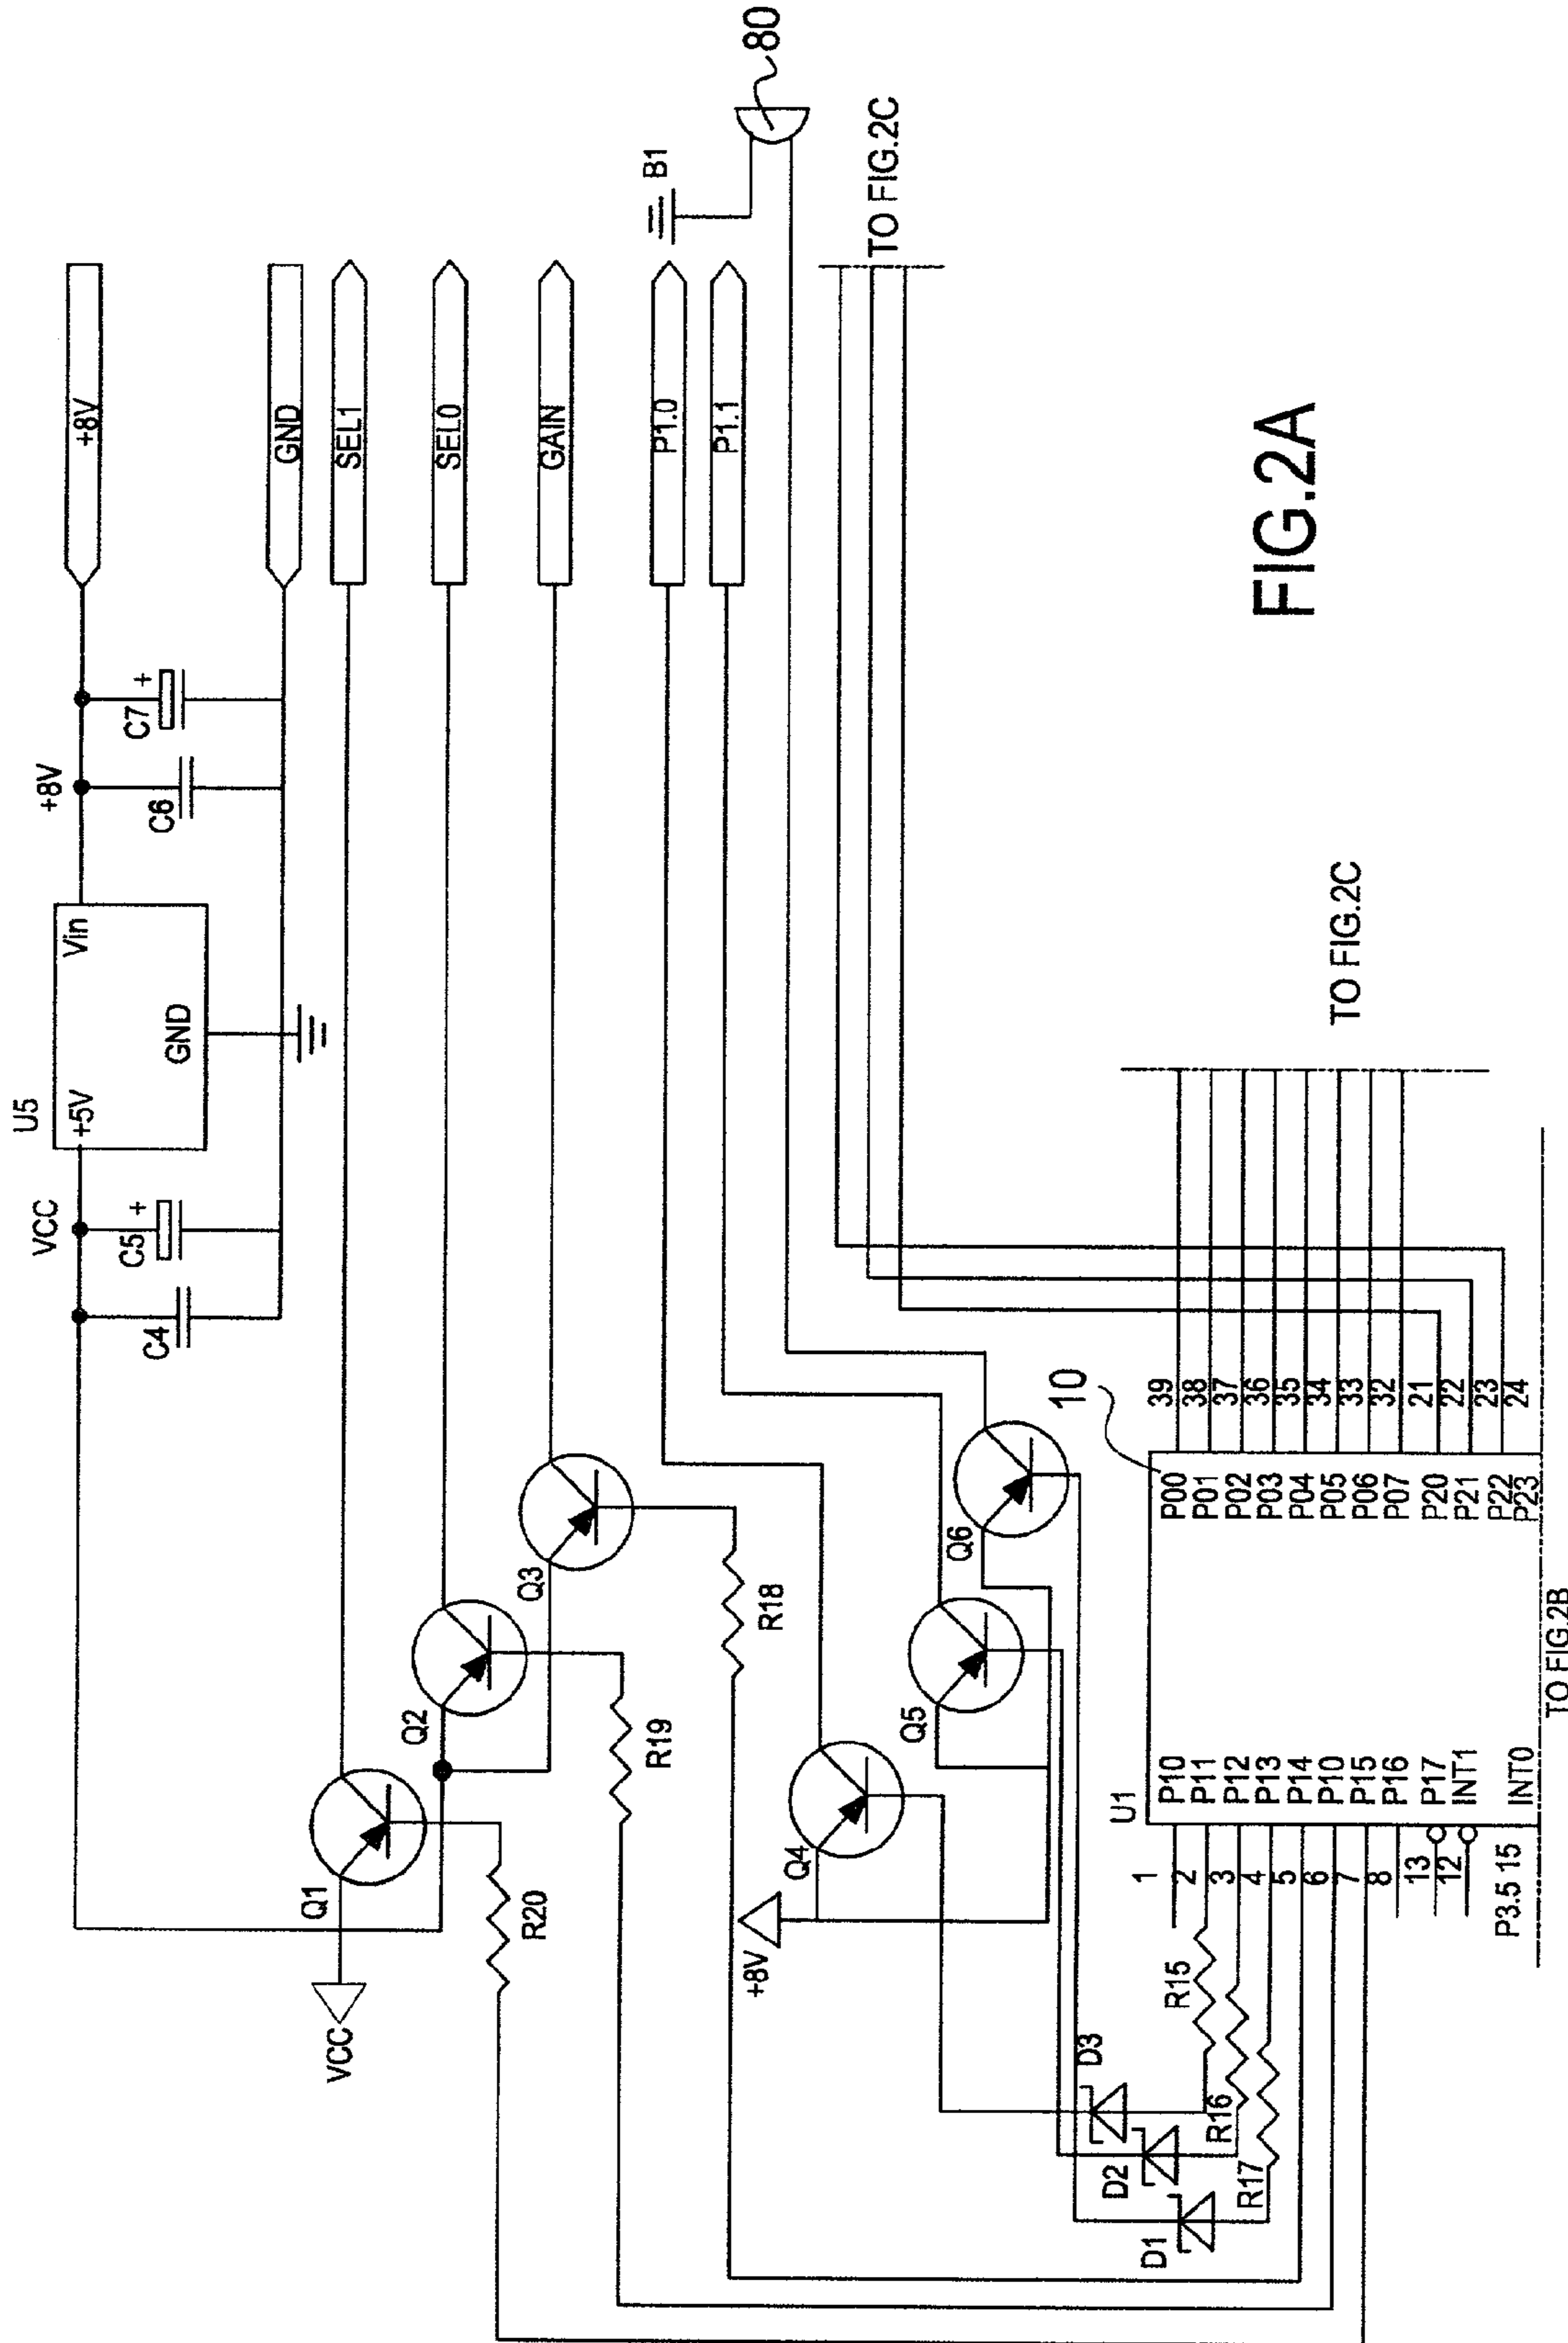 U5
VCC
+5V
Vin
GND
+8V
+8V
C4
C5
+
C6
C7
+
GND
SEL1
SEL0
GAIN
P1.0
P1.1
B1
80
TO FIG.2C
VCC
Q1
Q2
Q3
R20
R19
R18
+8V
Q4
Q5
Q6
D3
D2
D1
R15
R16
R17
U1
10
1
2
3
4
5
6
7
8
13
12
P3.5 15
P10
P11
P12
P13
P14
P10
P15
P16
P17
INT1
INT0
P00
P01
P02
P03
P04
P05
P06
P07
P20
P21
P22
P23
39
38
37
36
35
34
33
32
21
22
23
24
TO FIG.2C
TO FIG.2B
FIG.2A